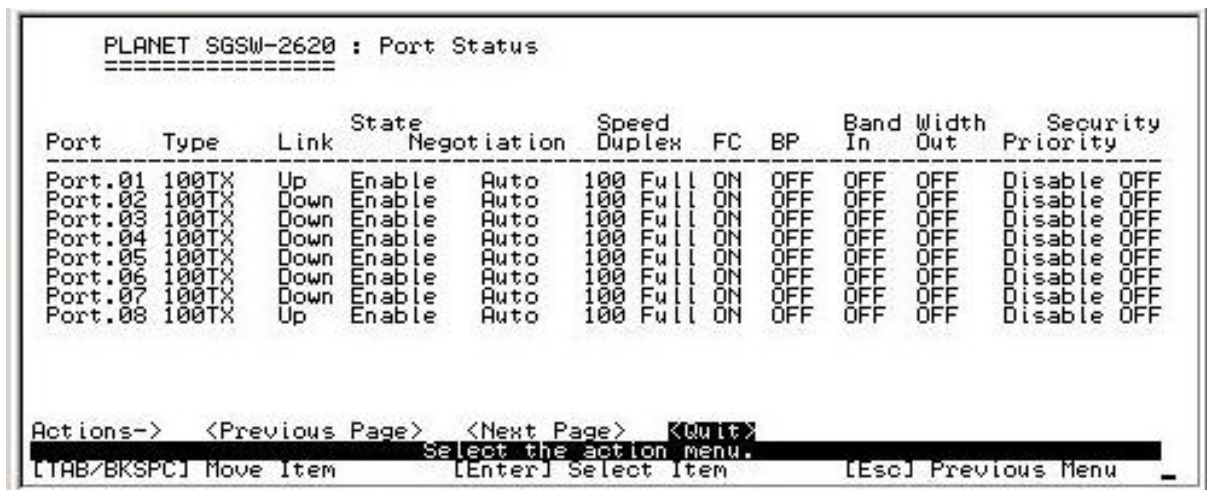 PLANET SGSW-2620 : Port Status
=================
State Speed Band Width Security
Port Type Link Negotiation Duplex FC BP In Out Priority
Port.01 100TX Up Enable Auto 100 Full ON OFF OFF OFF Disable OFF
Port.02 100TX Down Enable Auto 100 Full ON OFF OFF OFF Disable OFF
Port.03 100TX Down Enable Auto 100 Full ON OFF OFF OFF Disable OFF
Port.04 100TX Down Enable Auto 100 Full ON OFF OFF OFF Disable OFF
Port.05 100TX Down Enable Auto 100 Full ON OFF OFF OFF Disable OFF
Port.06 100TX Down Enable Auto 100 Full ON OFF OFF OFF Disable OFF
Port.07 100TX Down Enable Auto 100 Full ON OFF OFF OFF Disable OFF
Port.08 100TX Up Enable Auto 100 Full ON OFF OFF OFF Disable OFF
Actions-> <Previous Page> <Next Page> <Quit>
Select the action menu.
[TAB/BKSPC] Move Item [Enter] Select Item [Esc] Previous Menu